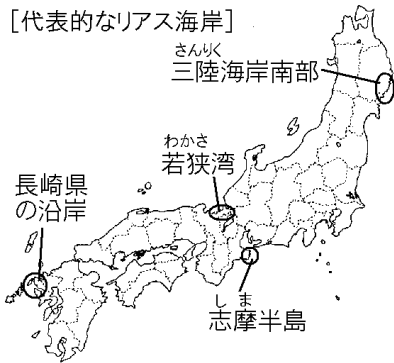 [代表的なリアス海岸]
さんりく
三陸海岸南部
わかさ
若狭湾
長崎県
の沿岸
しま
志摩半島